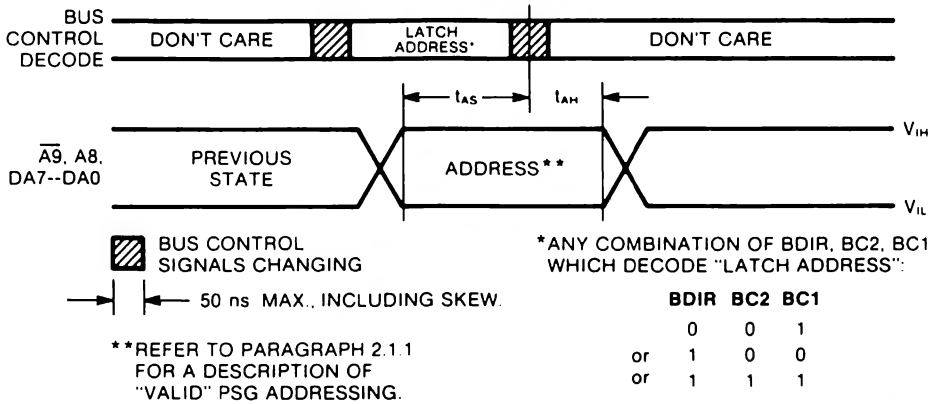 BUS
CONTROL
DECODE
DON'T CARE
LATCH
ADDRESS*
DON'T CARE
tAS
tAH
A9, A8,
DA7--DA0
PREVIOUS
STATE
ADDRESS**
VIH
VIL
BUS CONTROL
SIGNALS CHANGING
50 ns MAX., INCLUDING SKEW.
**REFER TO PARAGRAPH 2.1.1
FOR A DESCRIPTION OF
"VALID" PSG ADDRESSING.
*ANY COMBINATION OF BDIR, BC2, BC1
WHICH DECODE "LATCH ADDRESS":
BDIR BC2 BC1
0 0 1
or 1 0 0
or 1 1 1